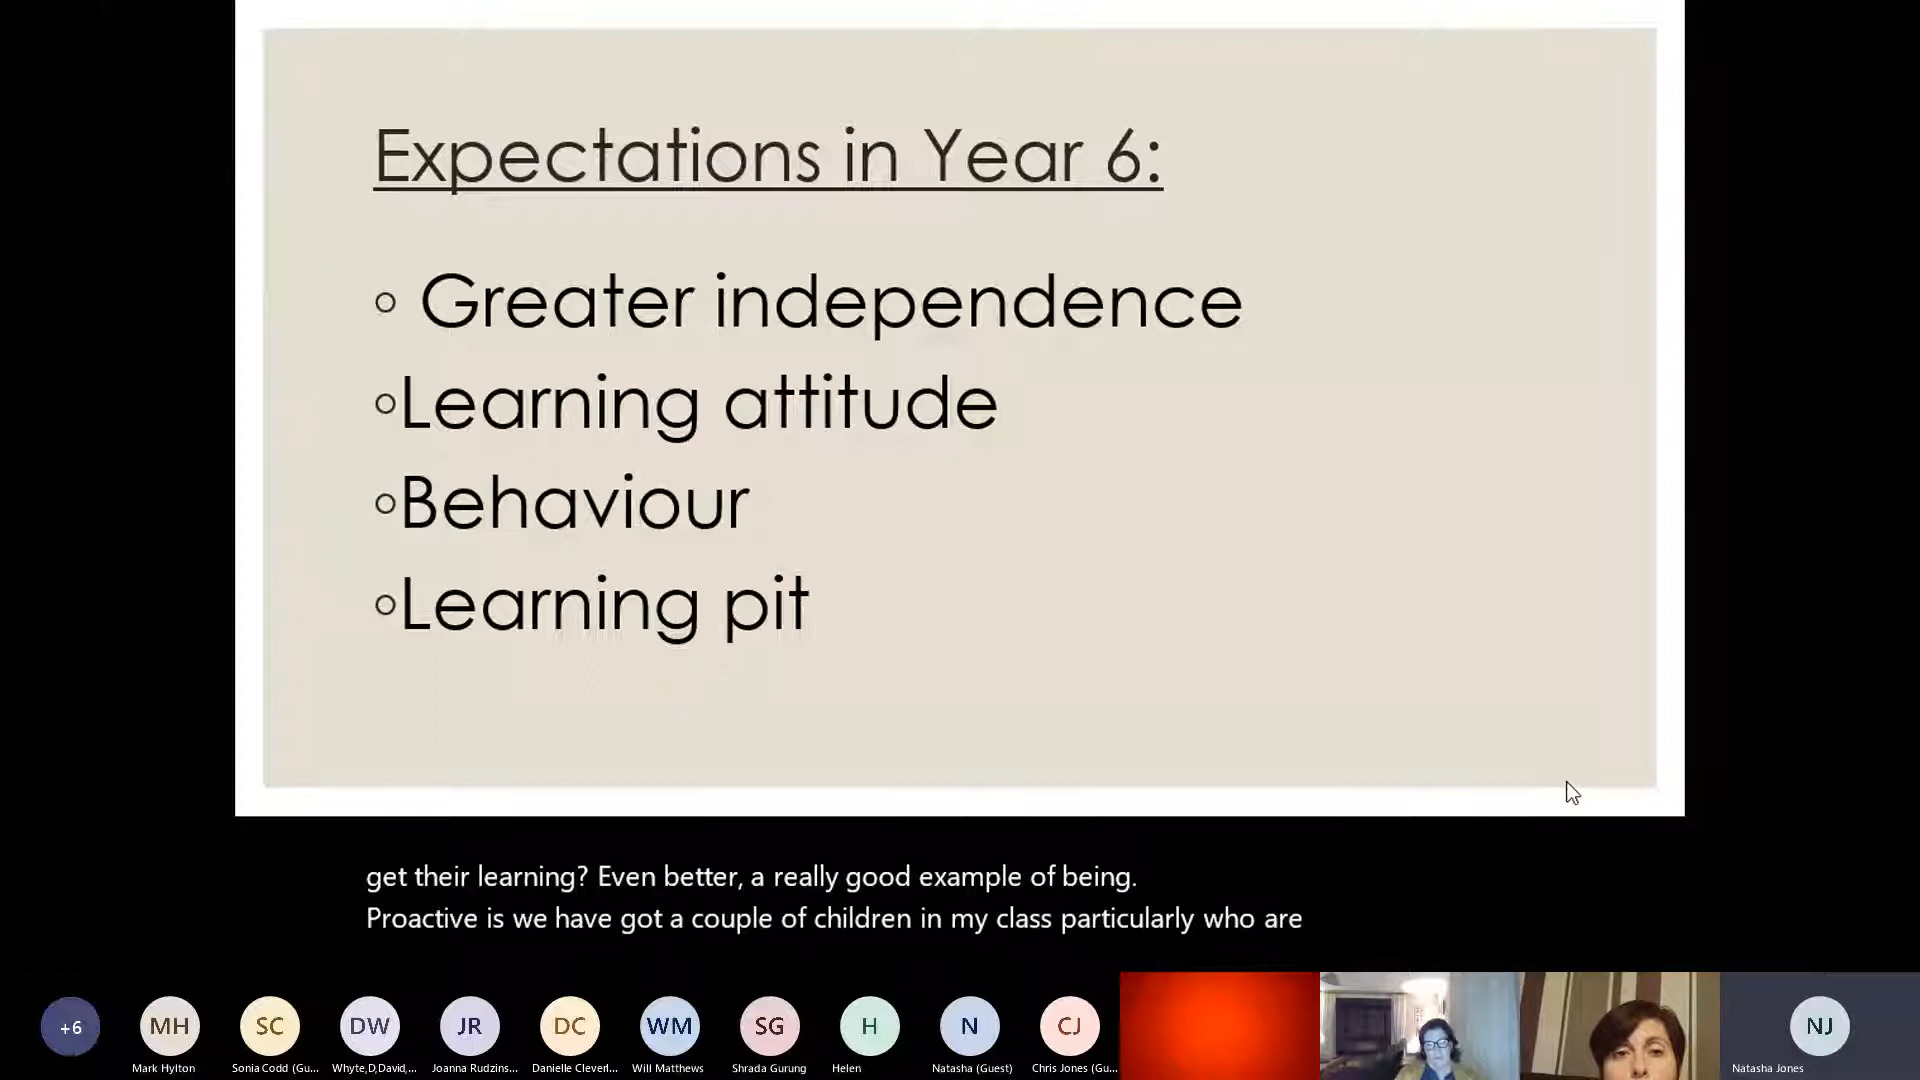 Expectations in Year 6:
◦ Greater independence
◦Learning attitude
◦Behaviour
◦Learning pit
get their learning? Even better, a really good example of being.
Proactive is we have got a couple of children in my class particularly who are
+6
MH
SC
DW
JR
DC
WM
SG
H
N
CJ
NJ
Mark Hylton
Sonia Codd (Gu...
Whyte,D,David,...
Joanna Rudzins...
Danielle Cleverl...
Will Matthews
Shrada Gurung
Helen
Natasha (Guest)
Chris Jones (Gu...
Natasha Jones